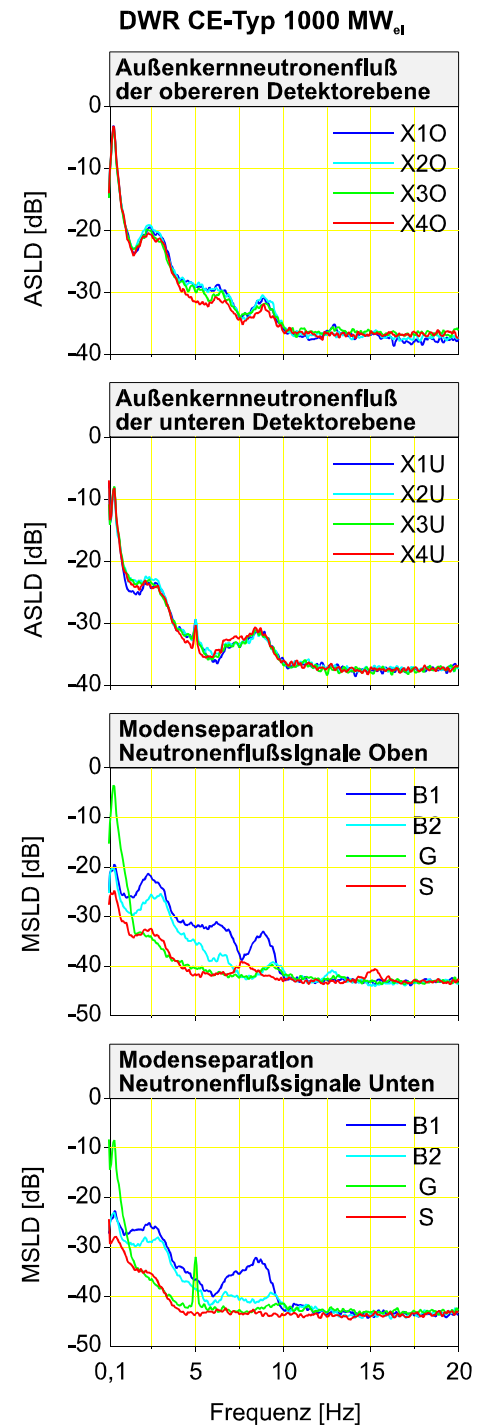 DWR CE-Typ 1000 MWel
Außenkernneutronenfluß
der obereren Detektorebene
0
−10
−20
−30
−40
ASLD [dB]
X1O
X2O
X3O
X4O
Außenkernneutronenfluß
der unteren Detektorebene
0
−10
−20
−30
−40
ASLD [dB]
X1U
X2U
X3U
X4U
Modenseparation
Neutronenflußsignale Oben
0
−10
−20
−30
−40
−50
MSLD [dB]
B1
B2
G
S
Modenseparation
Neutronenflußsignale Unten
0
−10
−20
−30
−40
−50
MSLD [dB]
B1
B2
G
S
0,1 5 10 15 20
Frequenz [Hz]